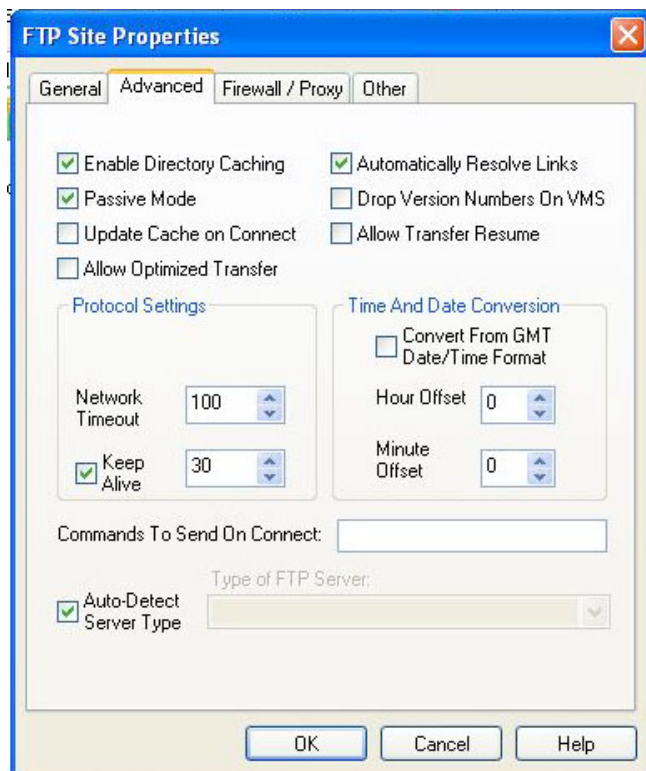 FTP Site Properties
General Advanced Firewall / Proxy Other
Enable Directory Caching Automatically Resolve Links
Passive Mode Drop Version Numbers On VMS
Update Cache on Connect Allow Transfer Resume
Allow Optimized Transfer
Protocol Settings Time And Date Conversion
Convert From GMT
Date/Time Format
Network
Timeout 100 Hour Offset 0
Keep
Alive 30 Minute
Offset 0
Commands To Send On Connect:
Type of FTP Server:
Auto-Detect
Server Type
OK Cancel Help